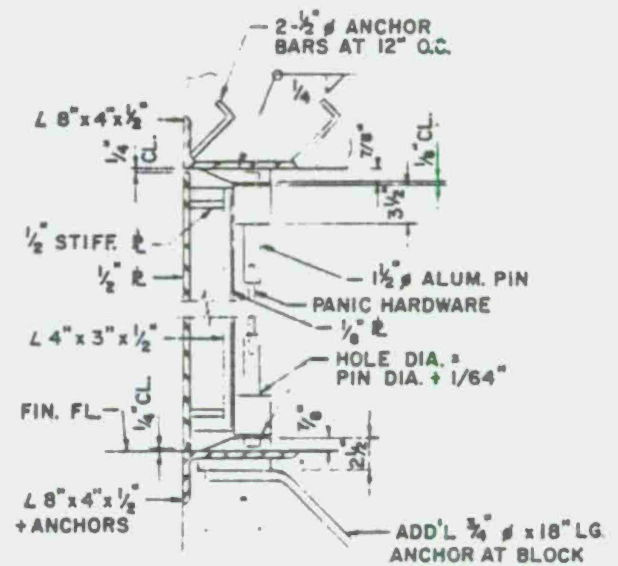 2-½" ø ANCHOR
BARS AT 12" O.C.
L 8" x 4" x ½"
¼
¼" CL.
7/8"
⅛" CL.
3½"
½" STIFF. ⅊
½" ⅊
1½" ø ALUM. PIN
PANIC HARDWARE
⅛" ⅊
L 4" x 3" x ½"
HOLE DIA. =
PIN DIA. + 1/64"
FIN. FL.
¼" CL.
7/8"
2½"
L 8" x 4" x ½"
+ ANCHORS
ADD'L ¾" ø x 18" LG.
ANCHOR AT BLOCK